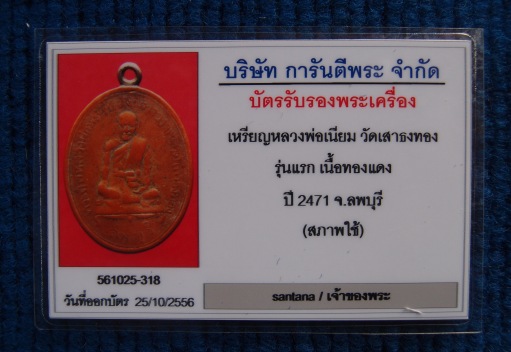 บริษัท การันตีพระ จำกัด
บัตรรับรองพระเครื่อง
เหรียญหลวงพ่อเนียม วัดเสาธงทอง
รุ่นแรก เนื้อทองแดง
ปี 2471 จ.ลพบุรี
(สภาพใช้)
561025-318
วันที่ออกบัตร 25/10/2556
santana / เจ้าของพระ